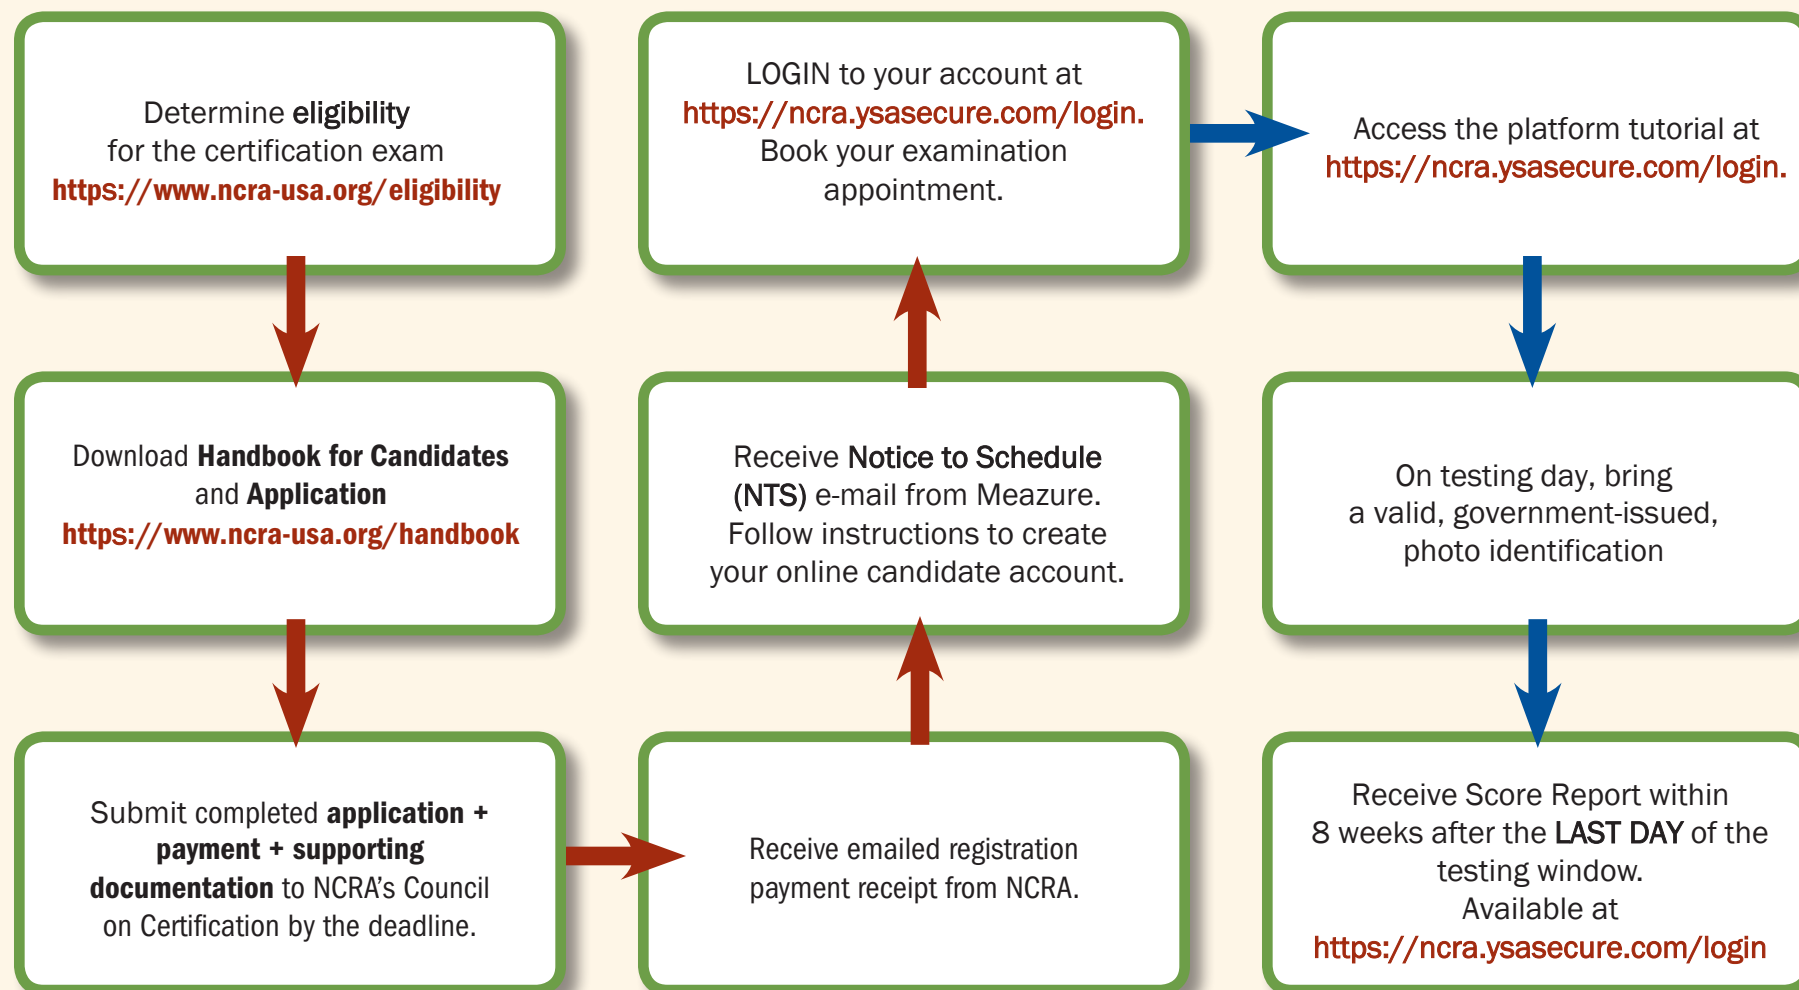 Determine eligibility
for the certification exam
https://www.ncra-usa.org/eligibility
Download Handbook for Candidates
and Application
https://www.ncra-usa.org/handbook
Submit completed application +
payment + supporting
documentation to NCRA's Council
on Certification by the deadline.
Receive emailed registration
payment receipt from NCRA.
Receive Notice to Schedule
(NTS) e-mail from Meazure.
Follow instructions to create
your online candidate account.
LOGIN to your account at
https://ncra.ysasecure.com/login.
Book your examination
appointment.
Access the platform tutorial at
https://ncra.ysasecure.com/login.
On testing day, bring
a valid, government-issued,
photo identification
Receive Score Report within
8 weeks after the LAST DAY of the
testing window.
Available at
https://ncra.ysasecure.com/login